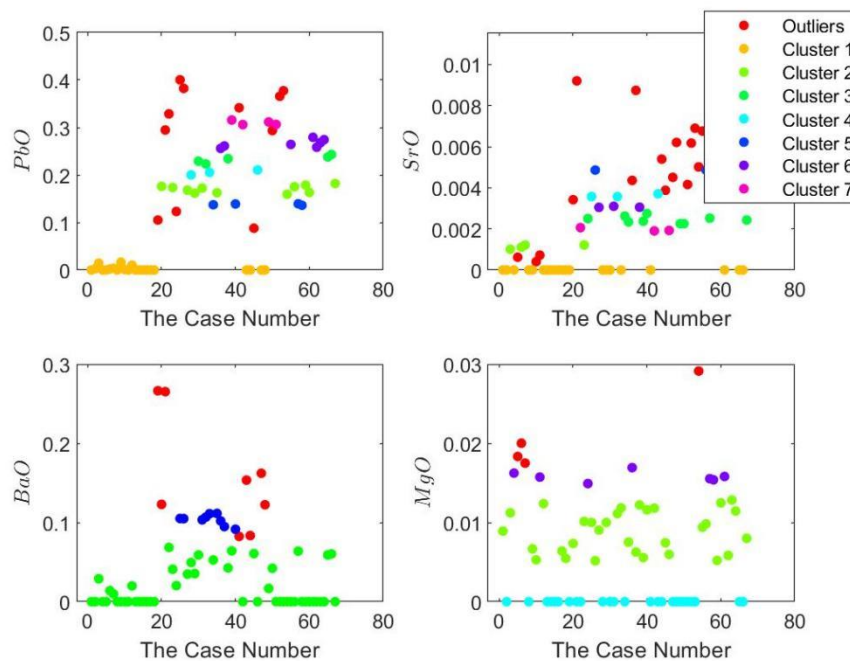 PbO
0.5
0.4
0.3
0.2
0.1
0
0 20 40 60 80
The Case Number
SrO
0.01
0.008
0.006
0.004
0.002
0
0 20 40 60 80
The Case Number
Outliers
Cluster 1
Cluster 2
Cluster 3
Cluster 4
Cluster 5
Cluster 6
Cluster 7
BaO
0.3
0.2
0.1
0
0 20 40 60 80
The Case Number
MgO
0.03
0.02
0.01
0
0 20 40 60 80
The Case Number